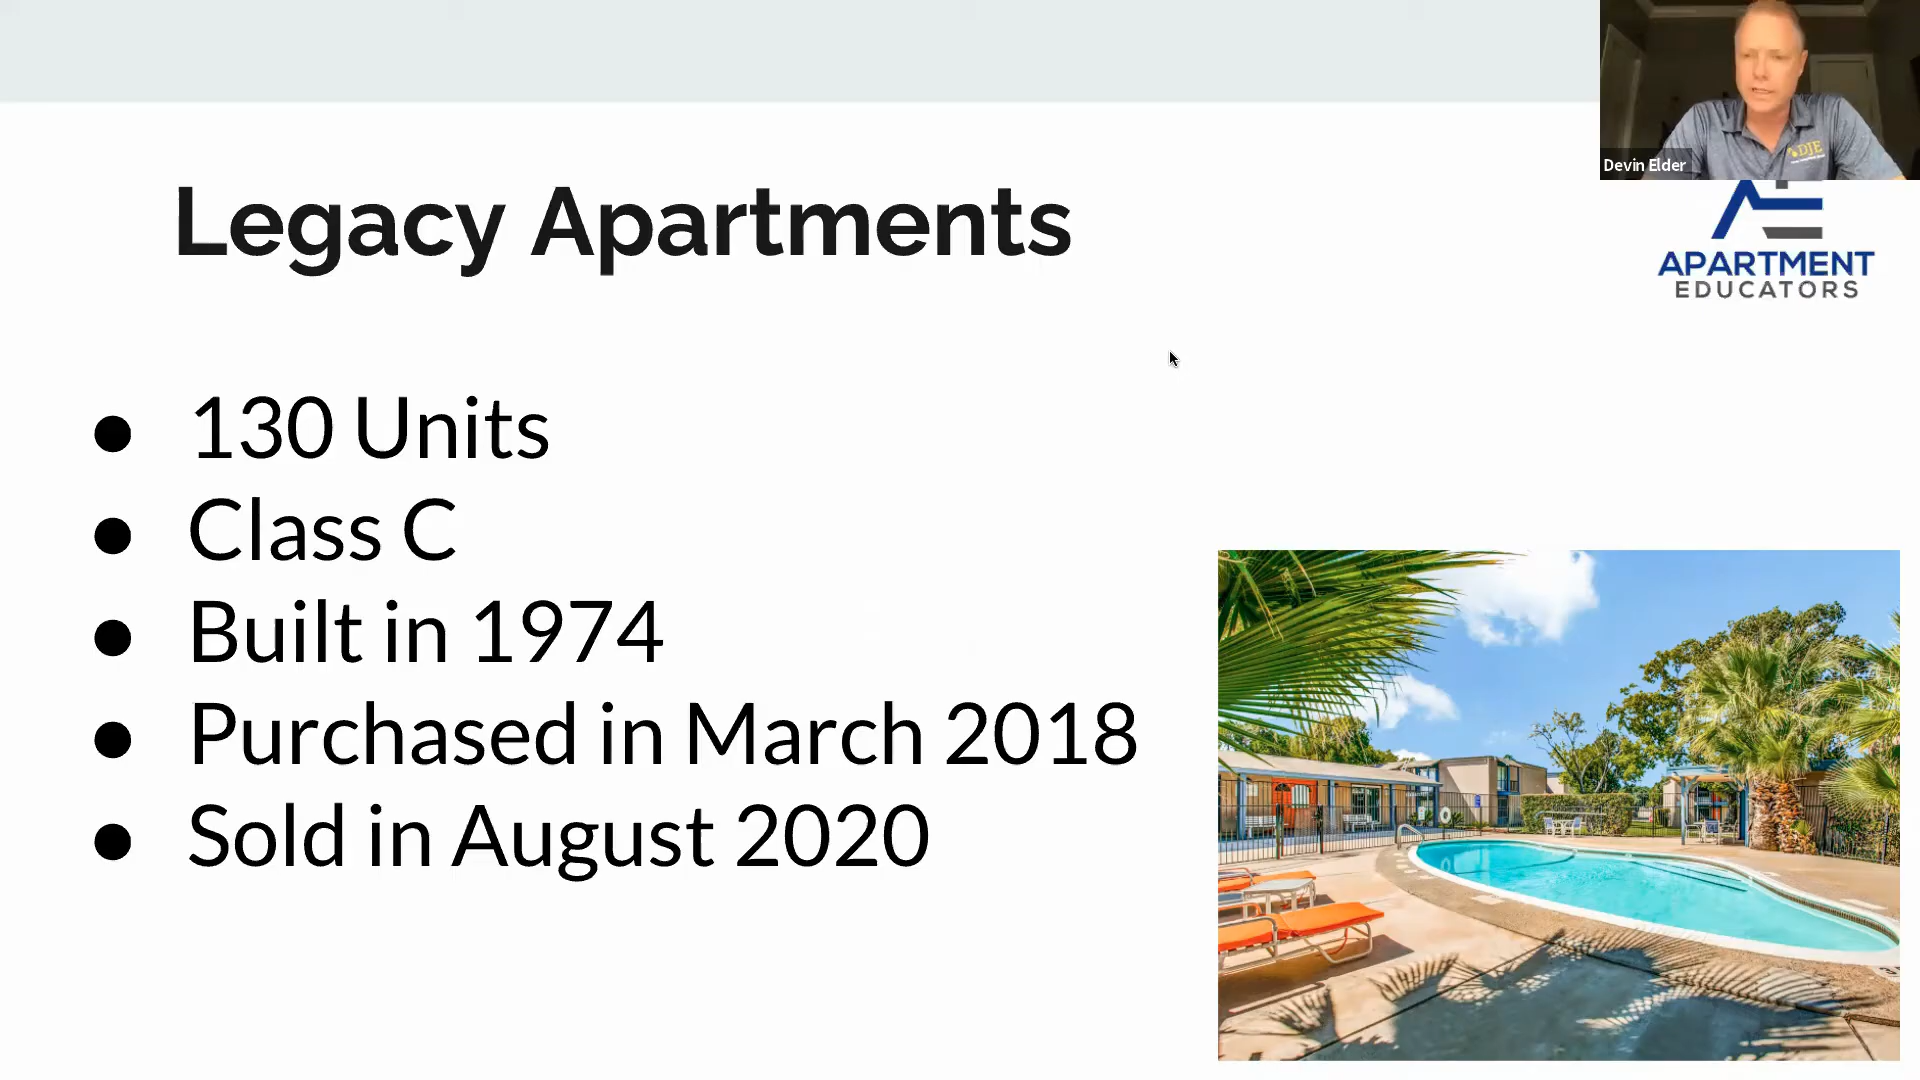 Devin Elder
DJE
Legacy Apartments
APARTMENT
EDUCATORS
● 130 Units
● Class C
● Built in 1974
● Purchased in March 2018
● Sold in August 2020